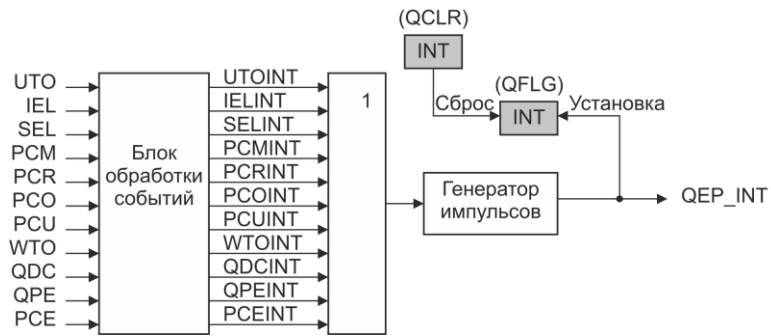 (QCLR)
INT
(QFLG)
INT
Сброс
Установка
UTO
IEL
SEL
PCM
PCR
PCO
PCU
WTO
QDC
QPE
PCE
Блок
обработки
событий
UTOINT
IELINT
SELINT
PCMINT
PCRINT
PCOINT
PCUINT
WTOINT
QDCINT
QPEINT
PCEINT
1
Генератор
импульсов
QEP_INT